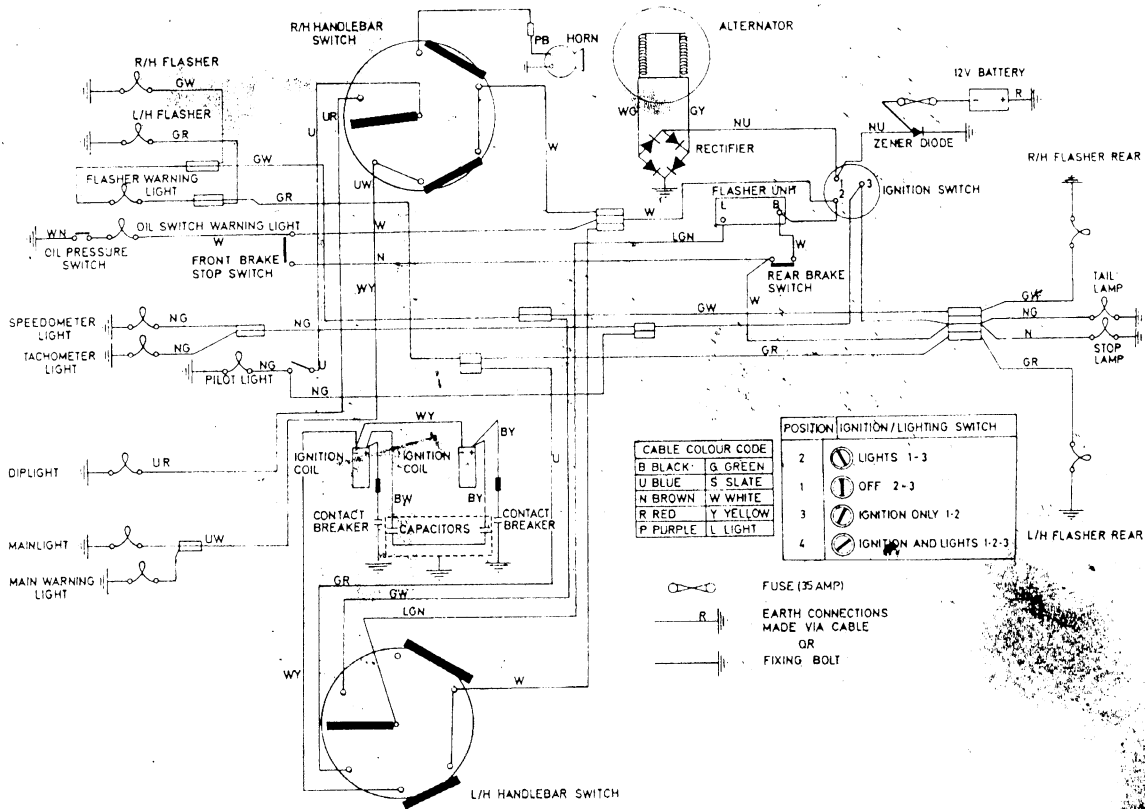 R/H HANDLEBAR
SWITCH
PB
HORN
ALTERNATOR
R/H FLASHER
GW
12V BATTERY
R
L/H FLASHER
GR
U
UR
W
WG
GY
NU
NU
RECTIFIER
ZENER DIODE
R/H FLASHER REAR
GW
FLASHER WARNING
LIGHT
GR
UW
FLASHER UNIT
L
B
1
2
3
IGNITION SWITCH
W
WN
OIL SWITCH WARNING LIGHT
W
LGN
W
OIL PRESSURE
SWITCH
W
FRONT BRAKE
STOP SWITCH
N
REAR BRAKE
SWITCH
WY
W
TAIL
LAMP
GW
GW
NG
SPEEDOMETER
LIGHT
NG
NG
N
TACHOMETER
LIGHT
NG
GR
STOP
LAMP
GR
PILOT LIGHT
NG
U
NG
WY
BY
IGNITION
COIL
IGNITION
COIL
U
DIPLIGHT
UR
BW
BY
CONTACT
BREAKER
CAPACITORS
CONTACT
BREAKER
CABLE COLOUR CODE
B BLACK G GREEN
U BLUE S SLATE
N BROWN W WHITE
R RED Y YELLOW
P PURPLE L LIGHT
POSITION IGNITION/LIGHTING SWITCH
2 LIGHTS 1-3
1 OFF 2-3
3 IGNITION ONLY 1-2
4 IGNITION AND LIGHTS 1-2-3
L/H FLASHER REAR
MAINLIGHT
UW
MAIN WARNING
LIGHT
GR
GW
LGN
FUSE (35 AMP)
R
EARTH CONNECTIONS
MADE VIA CABLE
OR
FIXING BOLT
WY
W
L/H HANDLEBAR SWITCH